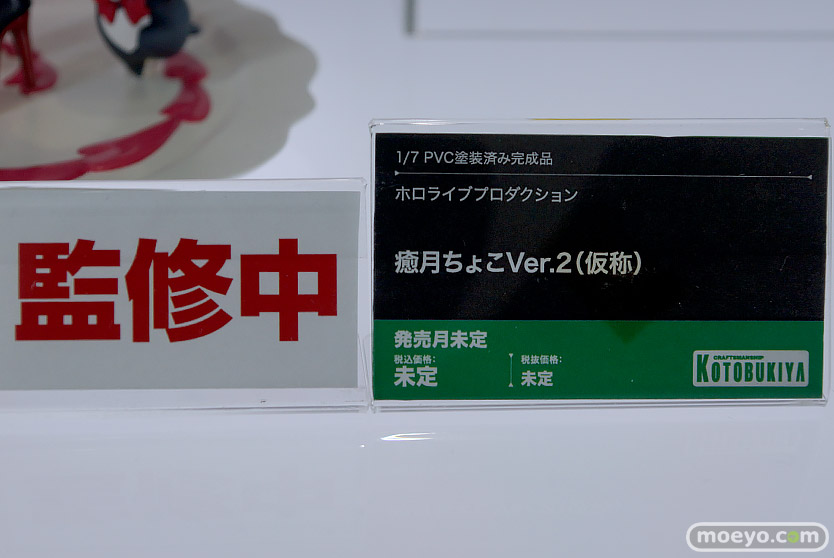 監修中
1/7 PVC塗装済み完成品
ホロライブプロダクション
癒月ちょこVer.2(仮称)
発売月未定
税込価格:
未定
税抜価格:
未定
CRAFTSMANSHIP
KOTOBUKIYA
moeyo.com